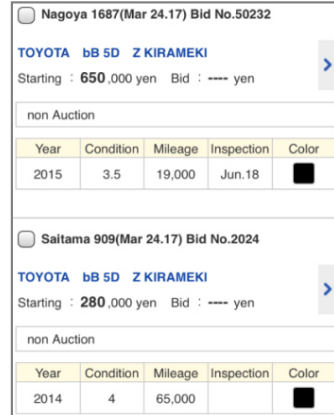 Nagoya 1687(Mar 24.17) Bid No.50232
TOYOTA bB 5D Z KIRAMEKI
Starting : 650,000 yen Bid : ---- yen
non Auction
Year Condition Mileage Inspection Color
2015 3.5 19,000 Jun.18
Saitama 909(Mar 24.17) Bid No.2024
TOYOTA bB 5D Z KIRAMEKI
Starting : 280,000 yen Bid : ---- yen
non Auction
Year Condition Mileage Inspection Color
2014 4 65,000